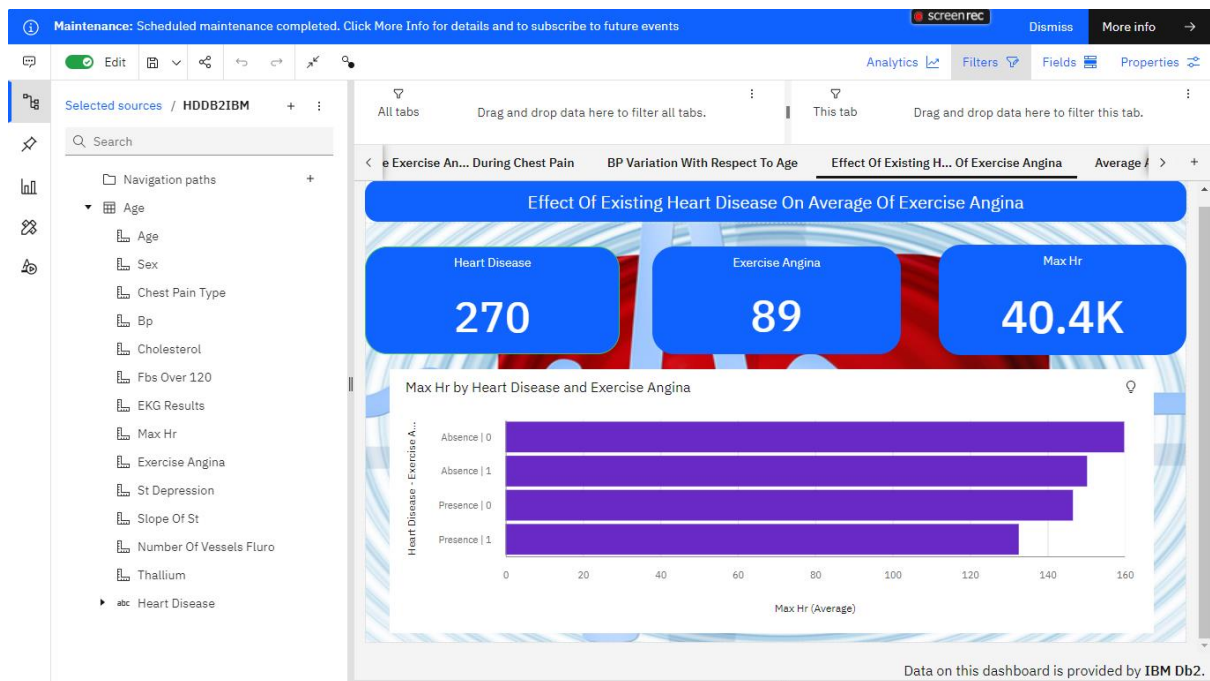 Maintenance: Scheduled maintenance completed. Click More Info for details and to subscribe to future events
screenrec
Dismiss
More info
Edit
Analytics
Filters
Fields
Properties
Selected sources / HDDB2IBM
Search
Navigation paths
Age
Age
Sex
Chest Pain Type
Bp
Cholesterol
Fbs Over 120
EKG Results
Max Hr
Exercise Angina
St Depression
Slope Of St
Number Of Vessels Fluro
Thallium
abc Heart Disease
All tabs
Drag and drop data here to filter all tabs.
This tab
Drag and drop data here to filter this tab.
e Exercise An... During Chest Pain
BP Variation With Respect To Age
Effect Of Existing H... Of Exercise Angina
Average
Effect Of Existing Heart Disease On Average Of Exercise Angina
Heart Disease
270
Exercise Angina
89
Max Hr
40.4K
Max Hr by Heart Disease and Exercise Angina
Heart Disease - Exercise A...
Absence | 0
Absence | 1
Presence | 0
Presence | 1
0 20 40 60 80 100 120 140 160
Max Hr (Average)
Data on this dashboard is provided by IBM Db2.